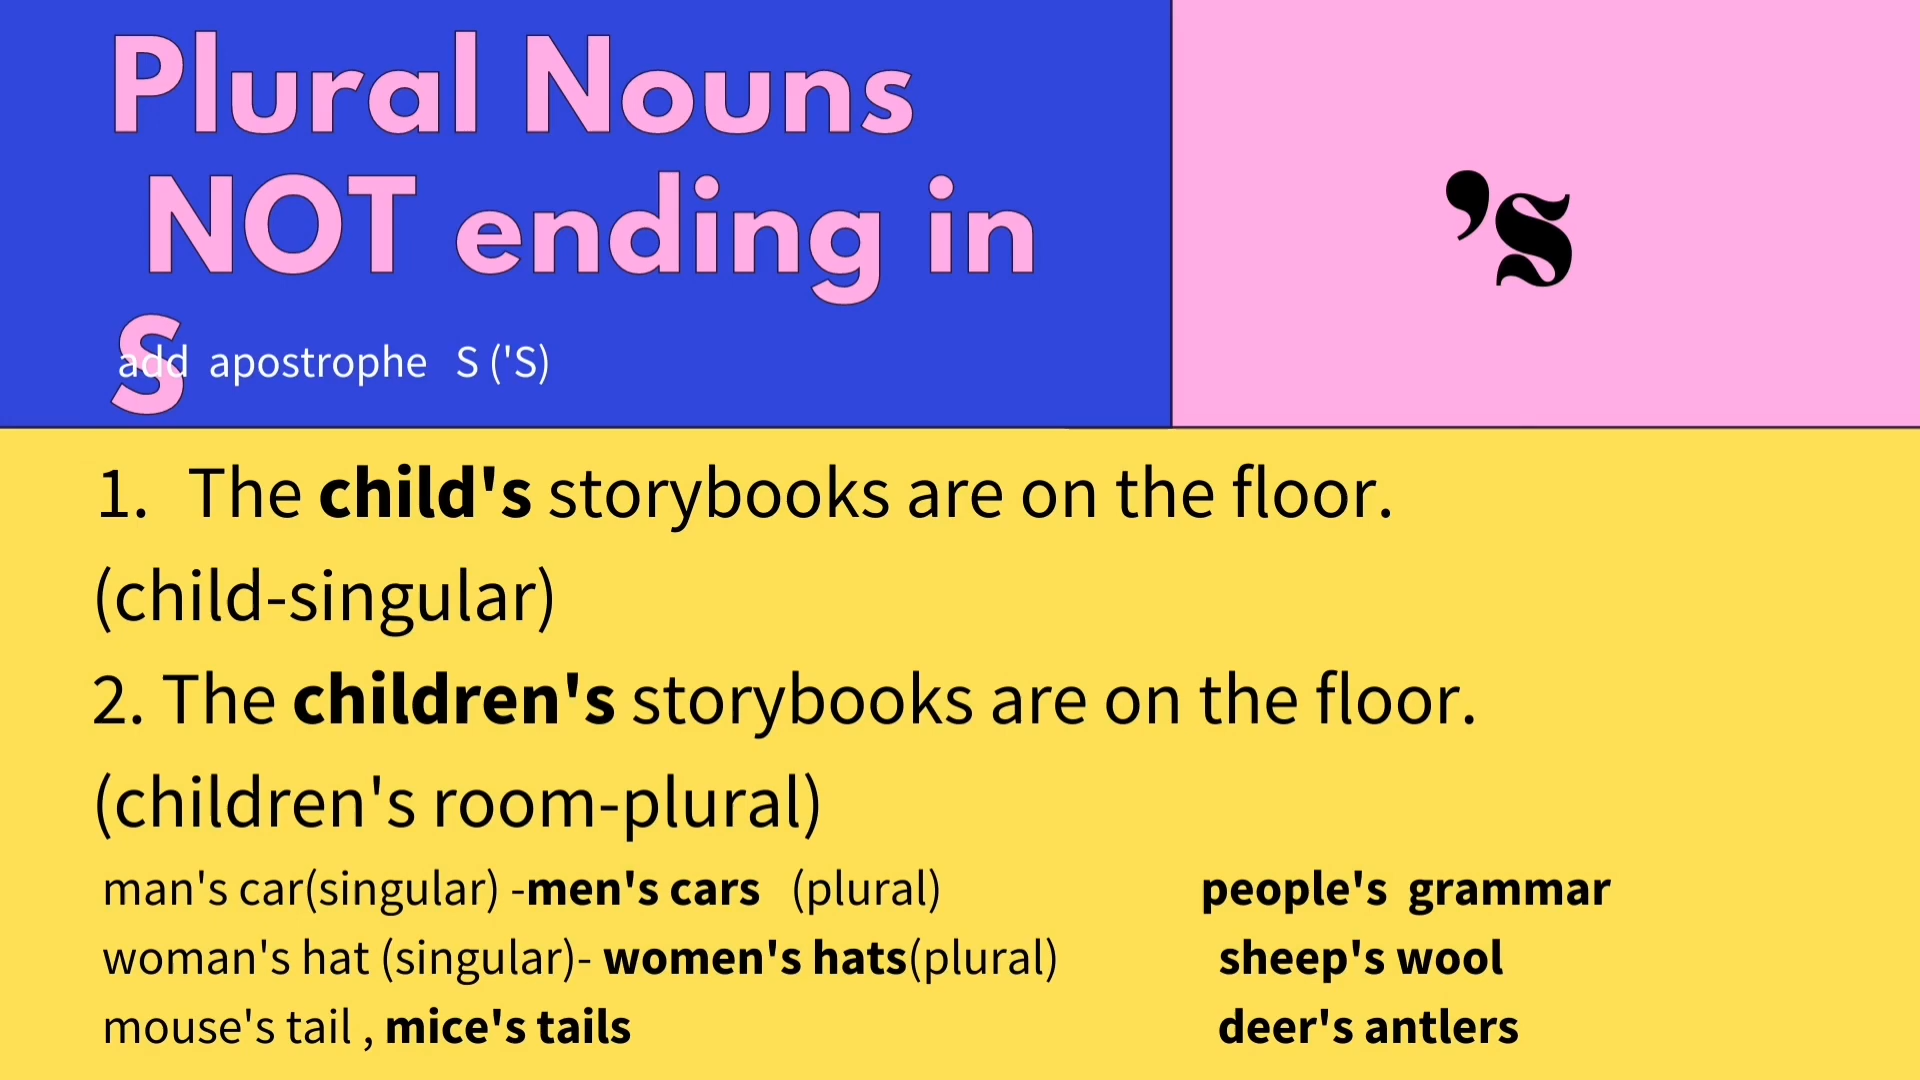 Plural Nouns
NOT ending in
S
add apostrophe S ('S)
’s
1. The child's storybooks are on the floor.
(child-singular)
2. The children's storybooks are on the floor.
(children's room-plural)
man's car(singular) -men's cars (plural)
woman's hat (singular)- women's hats(plural)
mouse's tail , mice's tails
people's grammar
sheep's wool
deer's antlers